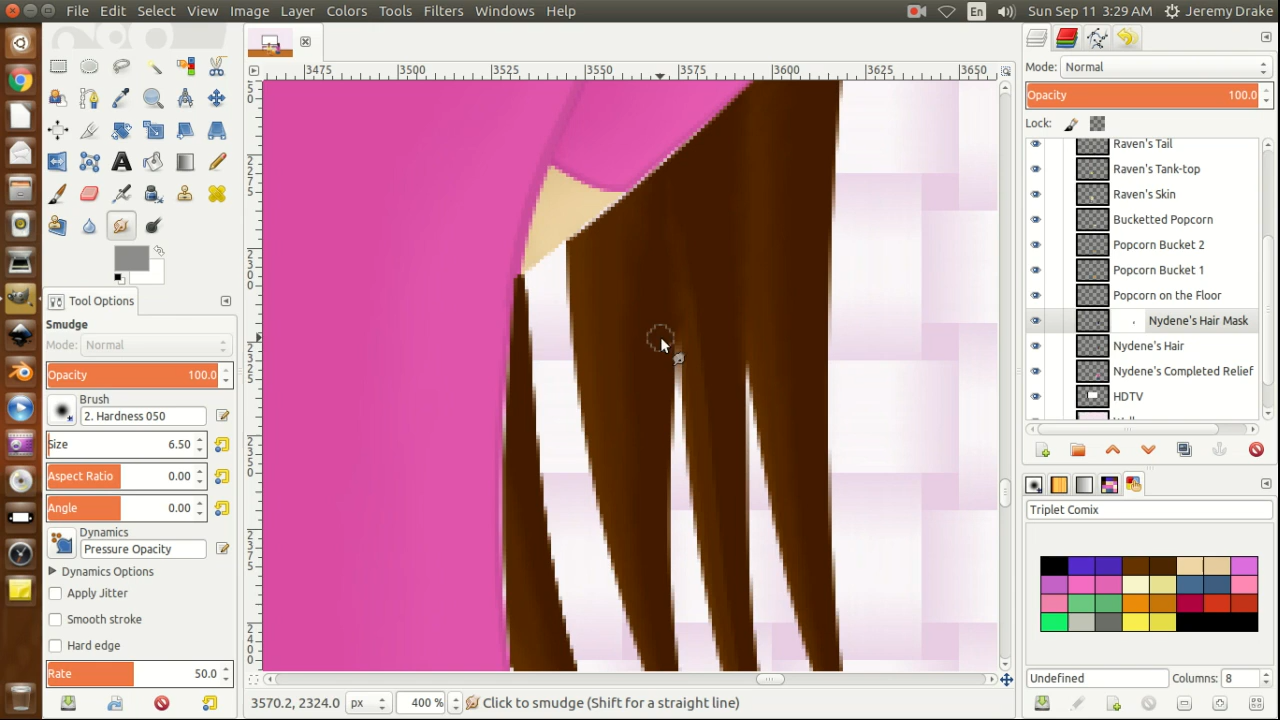 File Edit Select View Image Layer Colors Tools Filters Windows Help
En Sun Sep 11 3:29 AM Jeremy Drake
3475 3500 3525 3550 3575 3600 3625 3650
Mode: Normal
Opacity 100.0
Lock:
Raven's Tail
Raven's Tank-top
Raven's Skin
Bucketted Popcorn
Popcorn Bucket 2
Popcorn Bucket 1
Popcorn on the Floor
Nydene's Hair Mask
Nydene's Hair
Nydene's Completed Relief
HDTV
Tool Options
Smudge
Mode: Normal
Opacity 100.0
Brush
2. Hardness 050
Size 6.50
Aspect Ratio 0.00
Angle 0.00
Dynamics
Pressure Opacity
Dynamics Options
Apply Jitter
Smooth stroke
Hard edge
Rate 50.0
2275
2300
2325
2350
2375
2400
Triplet Comix
Undefined Columns: 8
3570.2, 2324.0 px 400 % Click to smudge (Shift for a straight line)